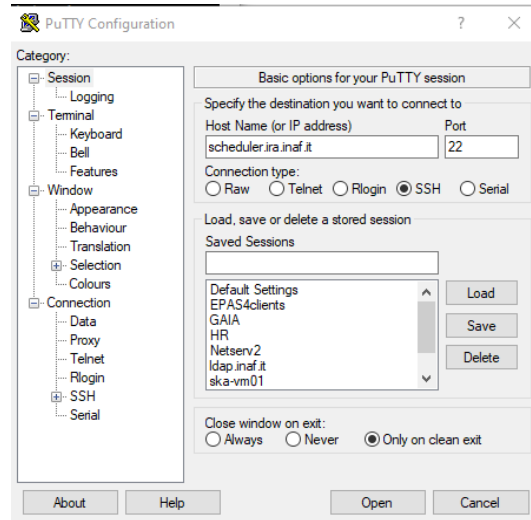 PuTTY Configuration
?
Category:
Session
Logging
Terminal
Keyboard
Bell
Features
Window
Appearance
Behaviour
Translation
Selection
Colours
Connection
Data
Proxy
Telnet
Rlogin
SSH
Serial
Basic options for your PuTTY session
Specify the destination you want to connect to
Host Name (or IP address) Port
scheduler.ira.inaf.it 22
Connection type:
Raw Telnet Rlogin SSH Serial
Load, save or delete a stored session
Saved Sessions
Default Settings
EPAS4clients
GAIA
HR
Netserv2
ldap.inaf.it
ska-vm01
Load
Save
Delete
Close window on exit:
Always Never Only on clean exit
About Help Open Cancel